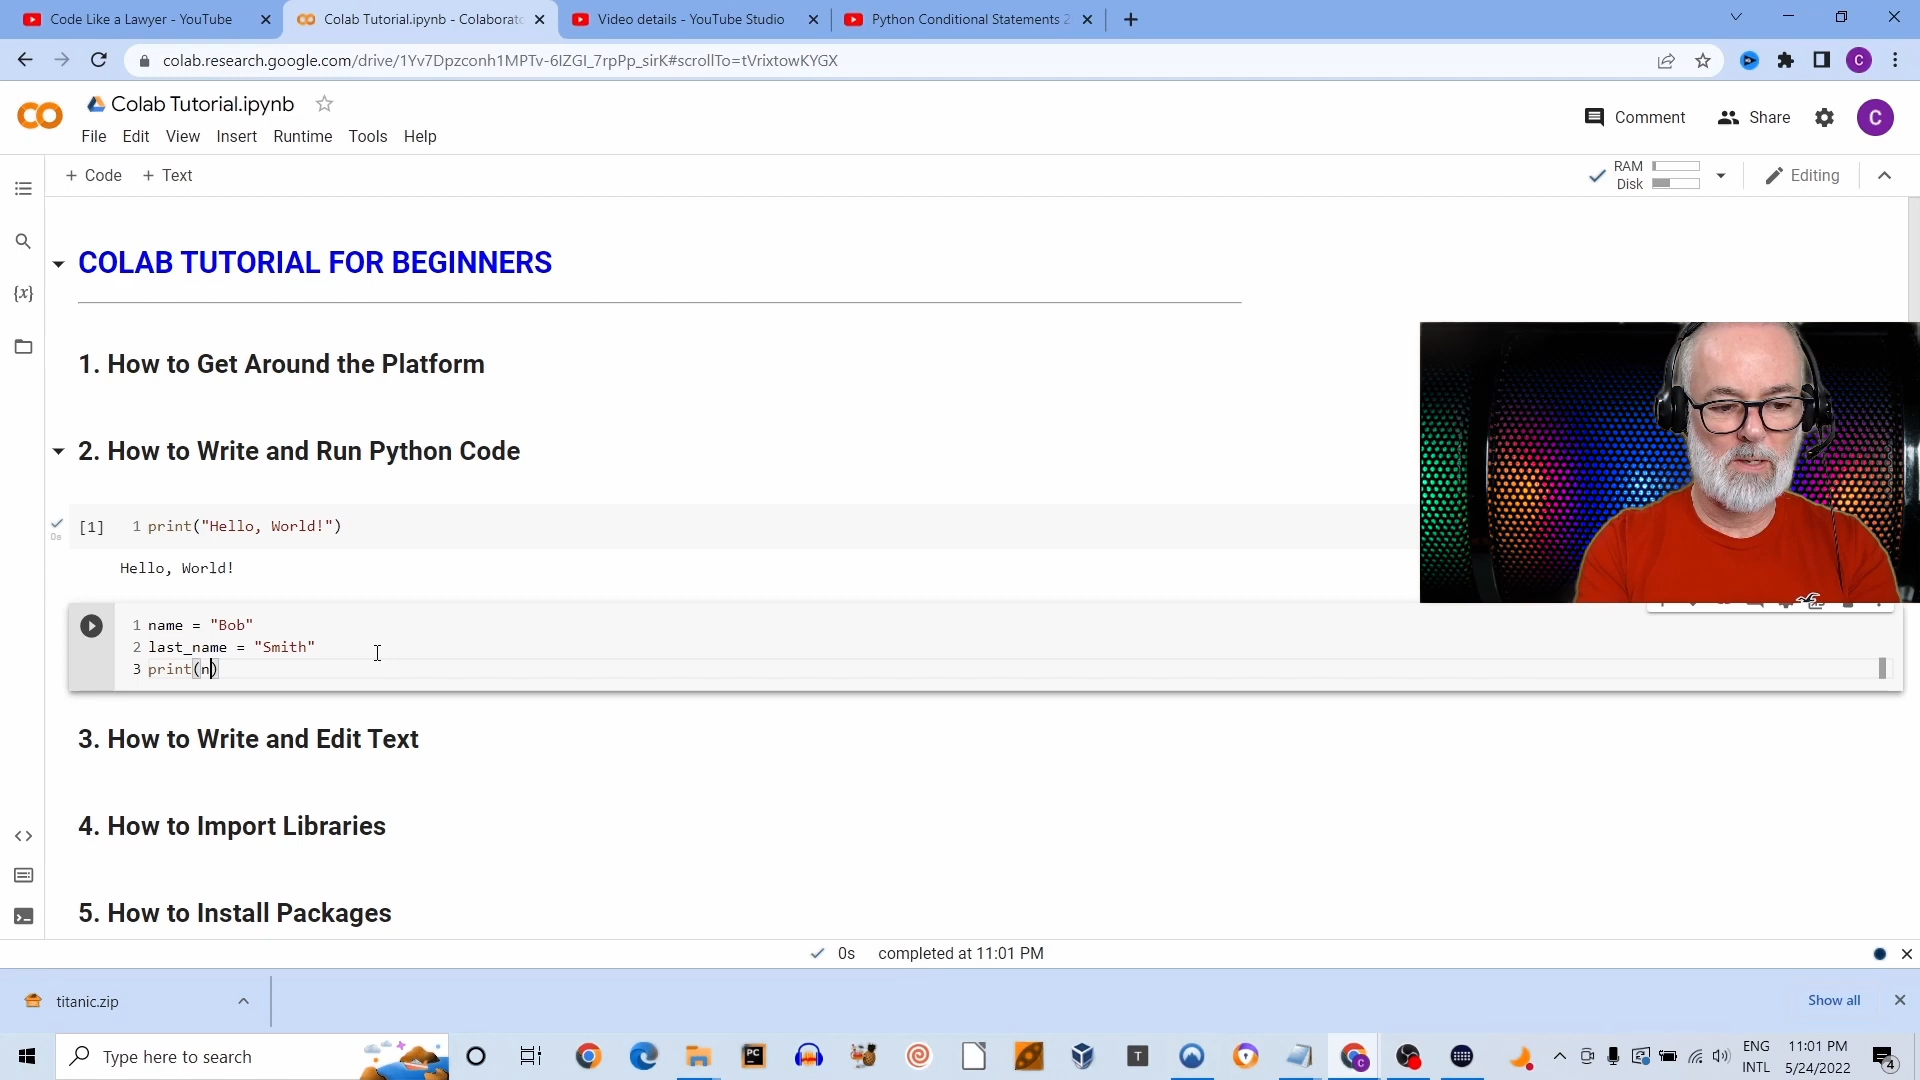 Code Like a Lawyer - YouTube
Colab Tutorial.ipynb - Colaborato
Video details - YouTube Studio
Python Conditional Statements 2
colab.research.google.com/drive/1Yv7Dpzconh1MPTv-6IZGI_7rpPp_sirK#scrollTo=tVrixtowKYGX
C
CO
Colab Tutorial.ipynb
Comment
Share
C
File Edit View Insert Runtime Tools Help
+ Code + Text
RAM
Disk
Editing
COLAB TUTORIAL FOR BEGINNERS
{x}
1. How to Get Around the Platform
2. How to Write and Run Python Code
[1] 1 print("Hello, World!")
0s
Hello, World!
1 name = "Bob"
2 last_name = "Smith"
3 print(n)
3. How to Write and Edit Text
4. How to Import Libraries
5. How to Install Packages
0s completed at 11:01 PM
titanic.zip
Show all
Type here to search
PC
T
C
ENG
INTL
11:01 PM
5/24/2022
4